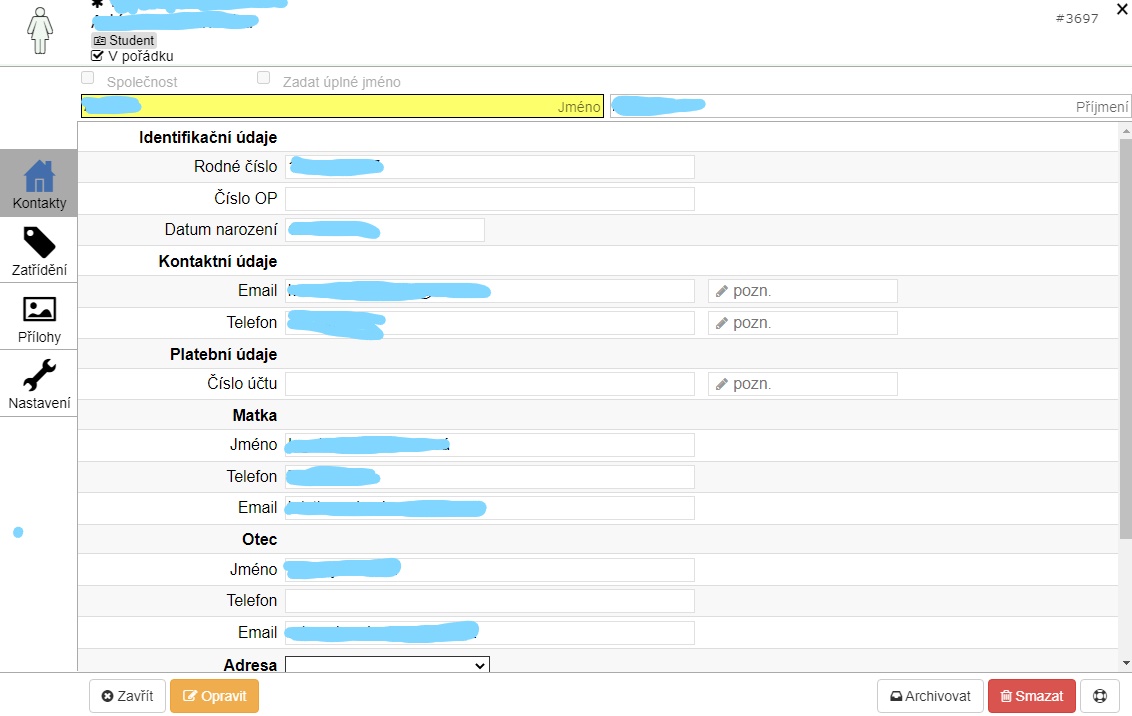 #3697
Student
V pořádku
Společnost Zadat úplné jméno
Jméno Příjmení
Identifikační údaje
Rodné číslo
Číslo OP
Datum narození
Kontaktní údaje
Email pozn.
Telefon pozn.
Platební údaje
Číslo účtu pozn.
Matka
Jméno
Telefon
Email
Otec
Jméno
Telefon
Email
Adresa
Kontakty
Zatřídění
Přílohy
Nastavení
Zavřít Opravit Archivovat Smazat